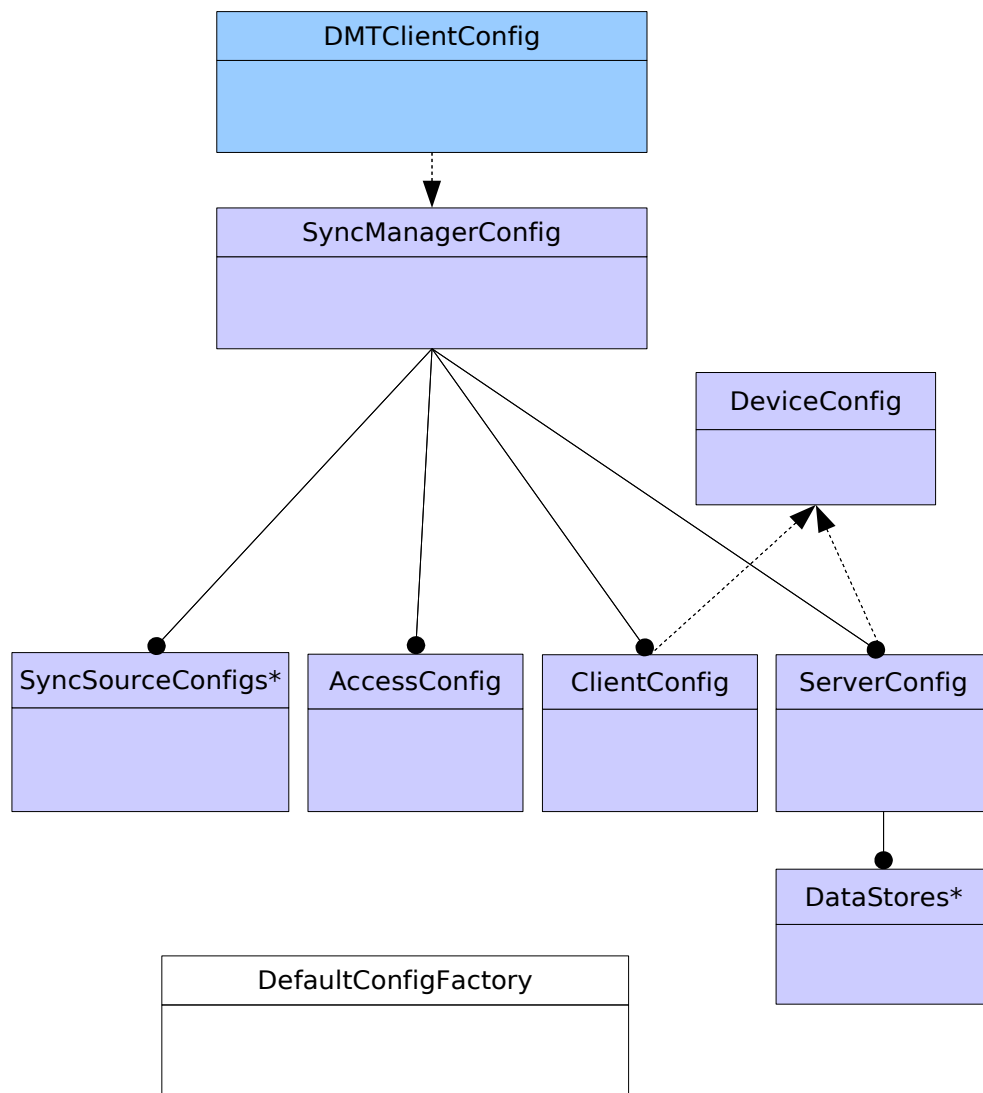 DMTClientConfig
SyncManagerConfig
DeviceConfig
SyncSourceConfigs*
AccessConfig
ClientConfig
ServerConfig
DataStores*
DefaultConfigFactory